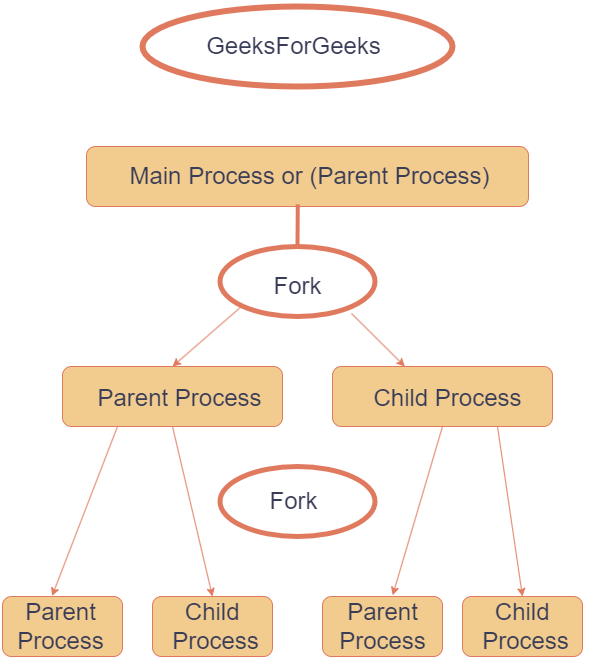 GeeksForGeeks
Main Process or (Parent Process)
Fork
Parent Process
Child Process
Fork
Parent
Process
Child
Process
Parent
Process
Child
Process